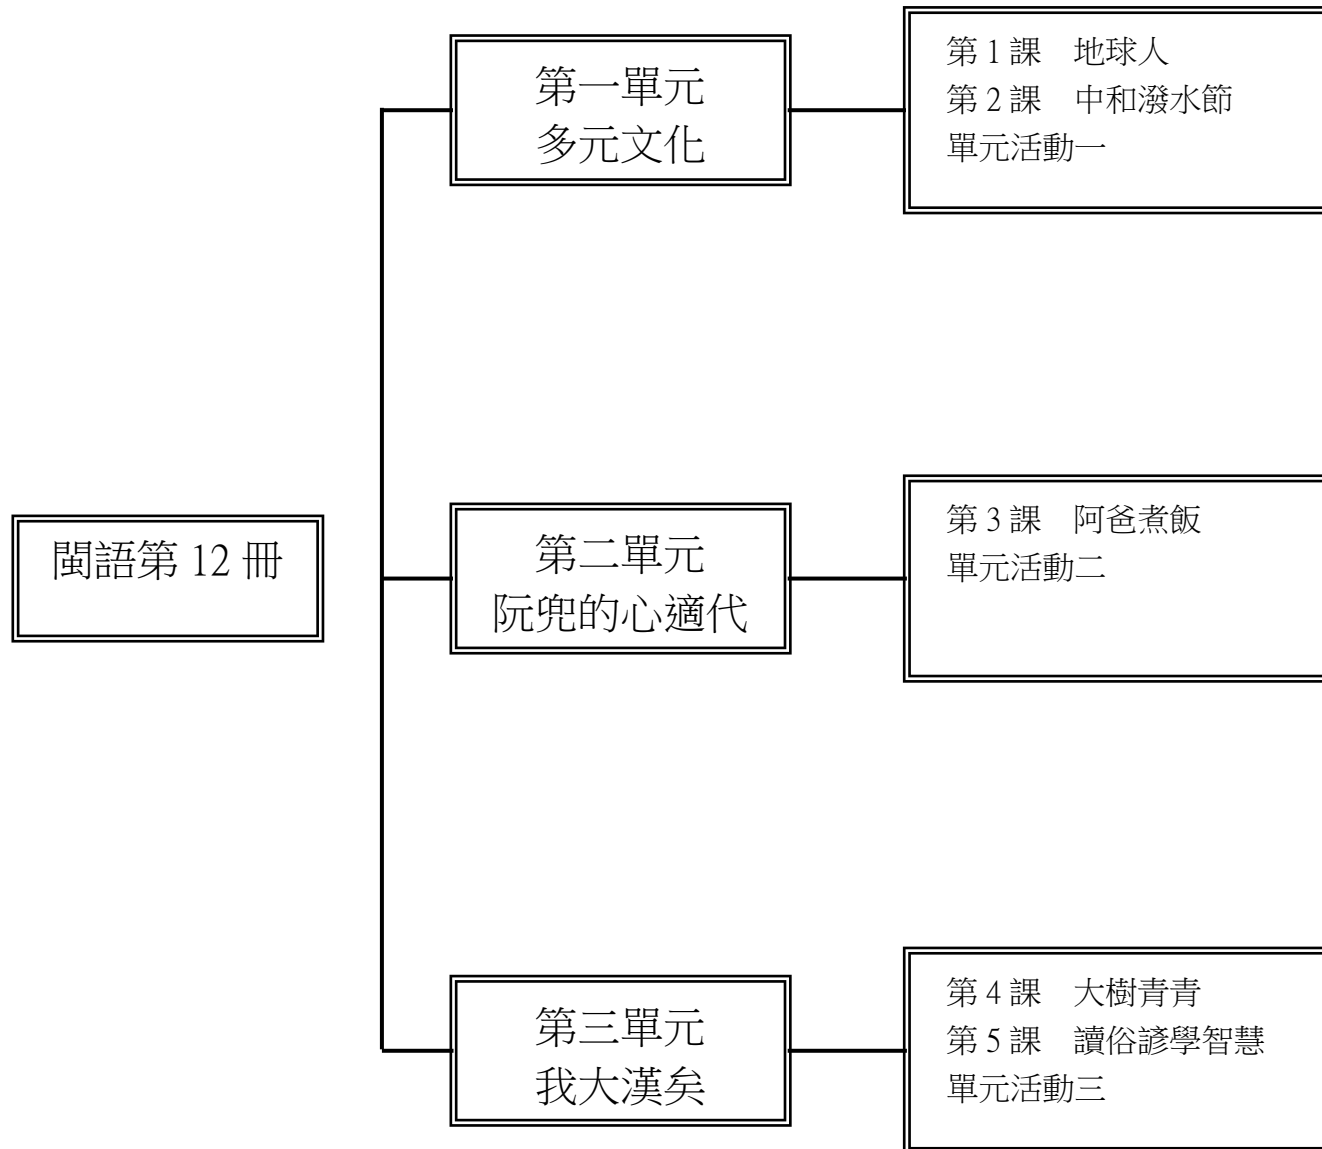 閩語第 12 冊
第一單元
多元文化
第 1 課　地球人
第 2 課　中和潑水節
單元活動一
第二單元
阮兜的心適代
第 3 課　阿爸煮飯
單元活動二
第三單元
我大漢矣
第 4 課　大樹青青
第 5 課　讀俗諺學智慧
單元活動三